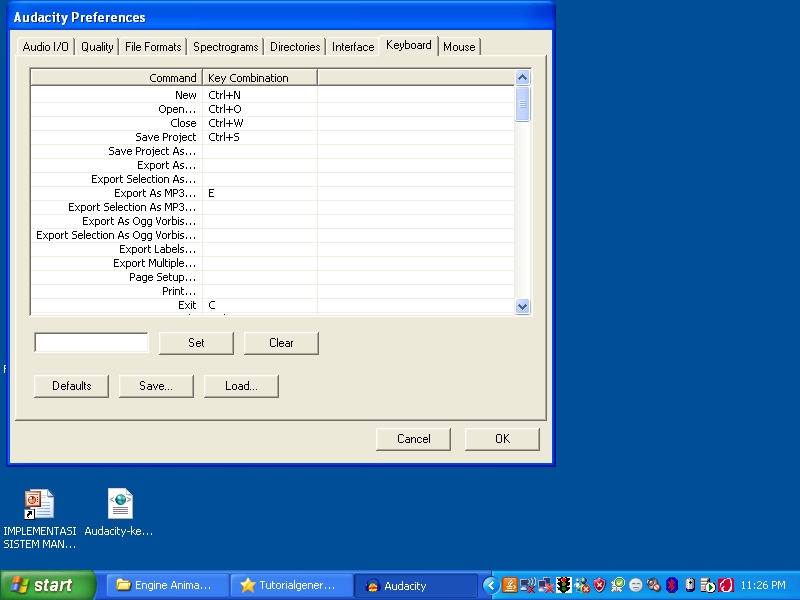 Audacity Preferences
Audio I/O Quality File Formats Spectrograms Directories Interface Keyboard Mouse
Command Key Combination
New Ctrl+N
Open... Ctrl+O
Close Ctrl+W
Save Project Ctrl+S
Save Project As...
Export As...
Export Selection As...
Export As MP3... E
Export Selection As MP3...
Export As Ogg Vorbis...
Export Selection As Ogg Vorbis...
Export Labels...
Export Multiple...
Page Setup...
Print...
Exit C
Set Clear
Defaults Save... Load...
Cancel OK
IMPLEMENTASI
SISTEM MAN...
Audacity-ke...
start Engine Anima... Tutorialgener... Audacity 11:26 PM